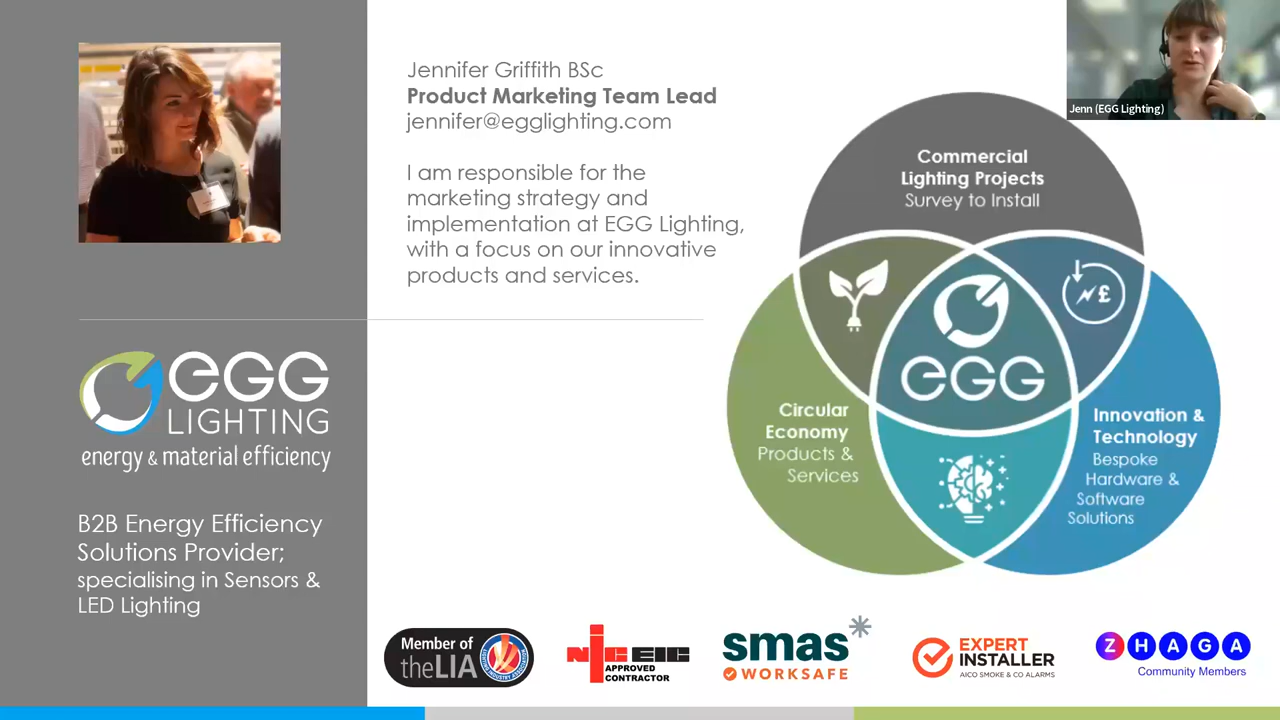 Jennifer Griffith BSc
Product Marketing Team Lead
jennifer@egglighting.com
I am responsible for the
marketing strategy and
implementation at EGG Lighting,
with a focus on our innovative
products and services.
eGG
LIGHTING
energy & material efficiency
B2B Energy Efficiency
Solutions Provider;
specialising in Sensors &
LED Lighting
Jenn (EGG Lighting)
Commercial
Lighting Projects
Survey to Install
£
eGG
Circular
Economy
Products &
Services
Innovation &
Technology
Bespoke
Hardware &
Software
Solutions
Member of
theLIA
NICEIC
APPROVED
CONTRACTOR
smas
WORKSAFE
EXPERT
INSTALLER
AICO SMOKE & CO ALARMS
ZHAGA
Community Members